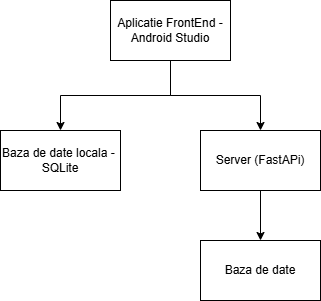 Aplicatie FrontEnd -
Android Studio
Baza de date locala -
SQLite
Server (FastAPi)
Baza de date